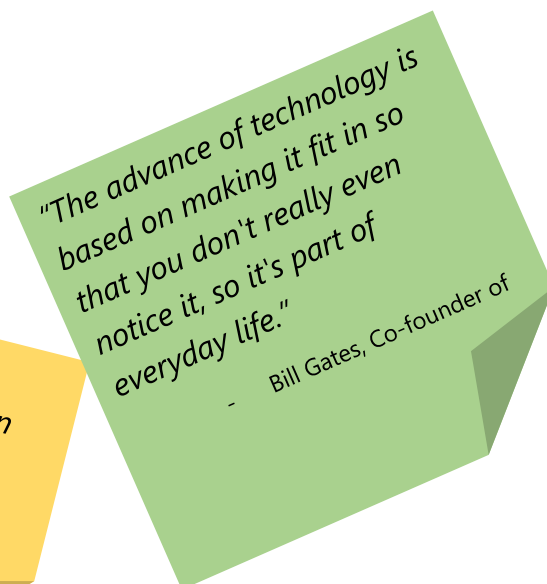 “The advance of technology is
based on making it fit in so
that you don't really even
notice it, so it's part of
everyday life.”
- Bill Gates, Co-founder of
n